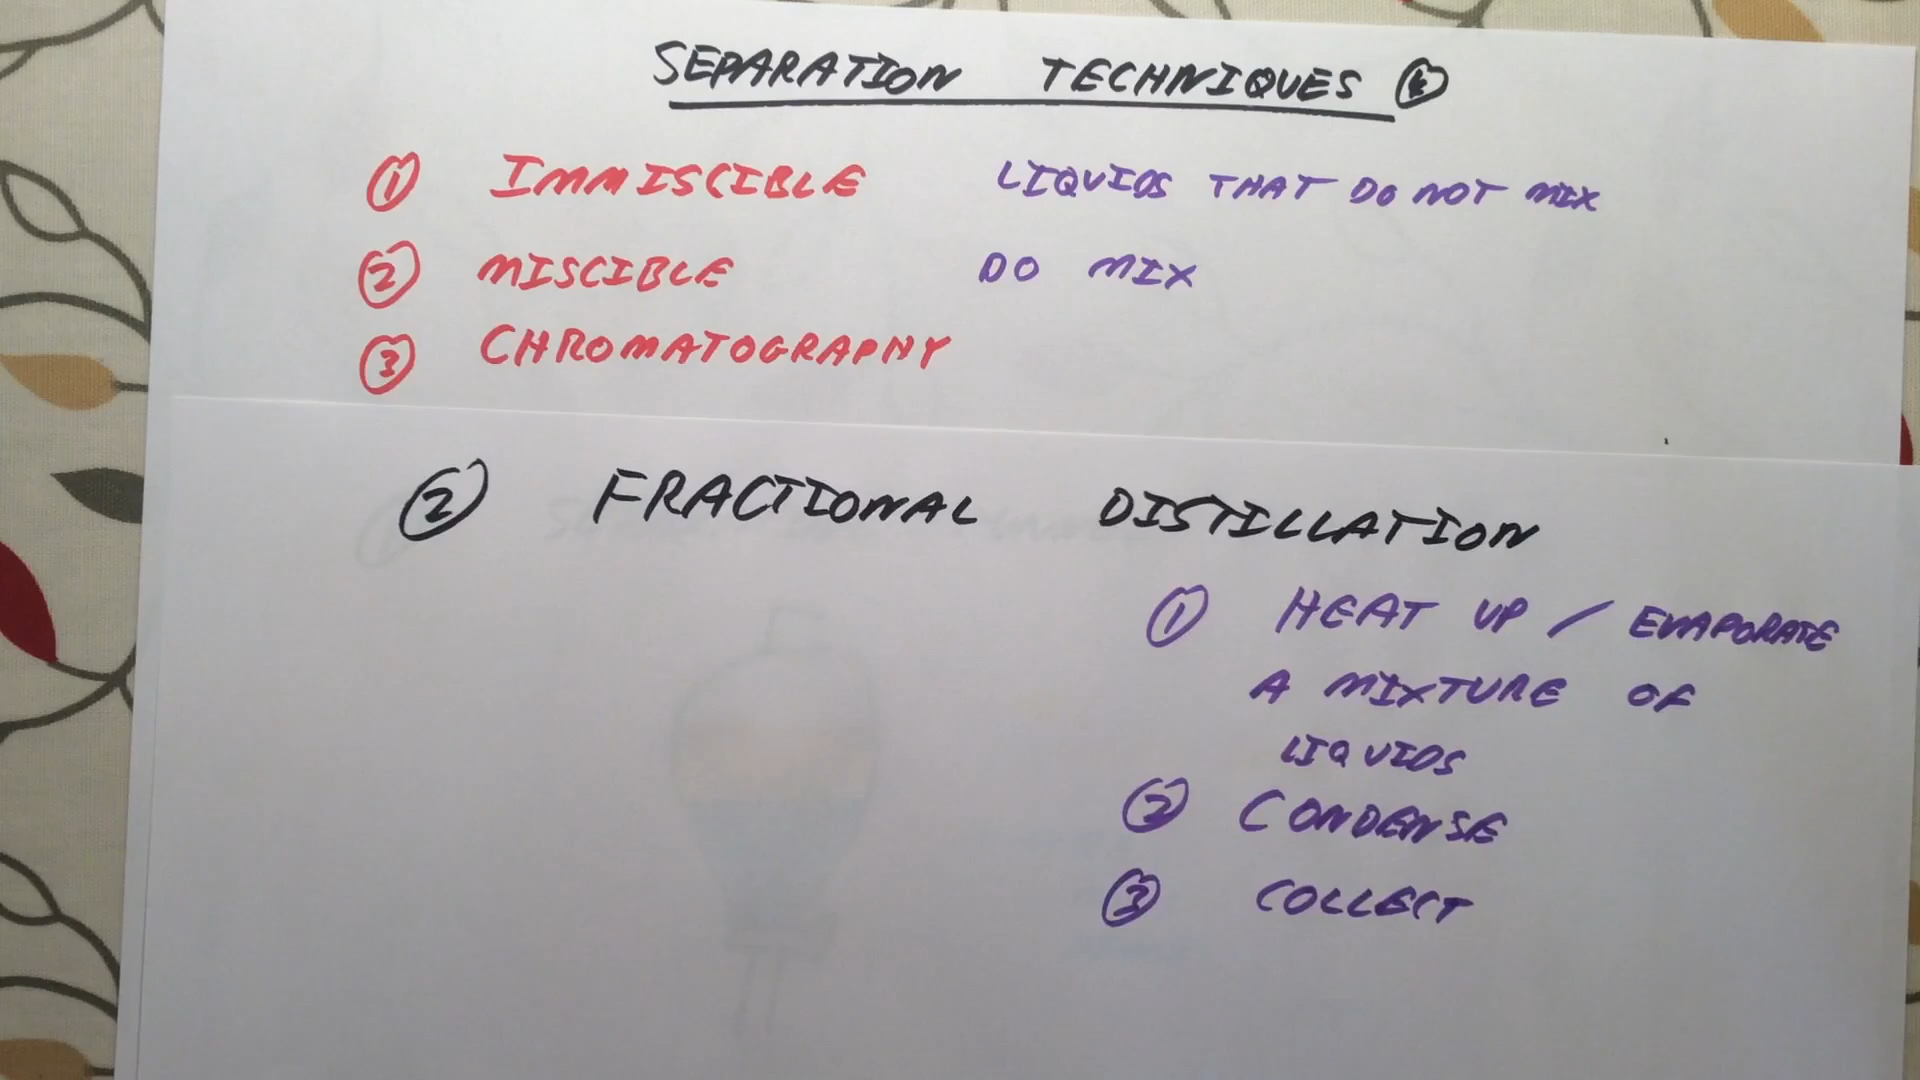 SEPARATION TECHNIQUES
① IMMISCIBLE LIQUIDS THAT DO NOT MIX
② MISCIBLE DO MIX
③ CHROMATOGRAPHY
② FRACTIONAL DISTILLATION
① HEAT UP / EVAPORATE
A MIXTURE OF
LIQUIDS
② CONDENSE
③ COLLECT